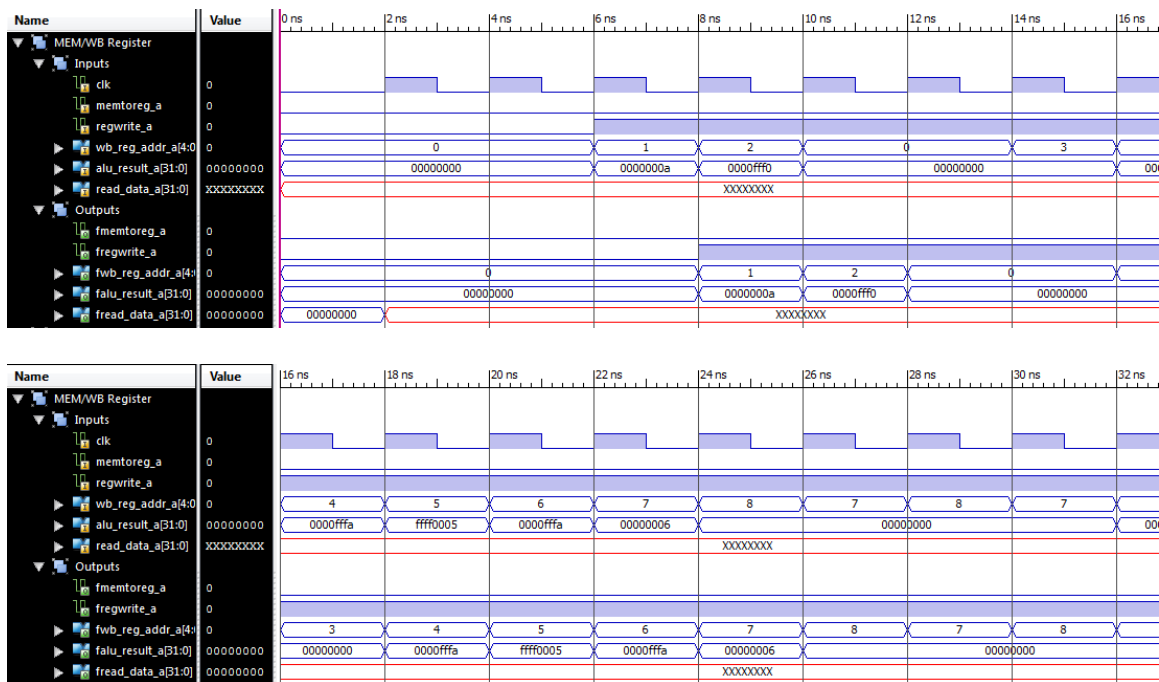 Name Value 0 ns 2 ns 4 ns 6 ns 8 ns 10 ns 12 ns 14 ns 16 ns
MEM/WB Register
Inputs
clk 0
memtoreg_a 0
regwrite_a 0
wb_reg_addr_a[4:0 0 0 1 2 0 3
alu_result_a[31:0] 00000000 00000000 0000000a 0000fff0 00000000 00
read_data_a[31:0] XXXXXXXX XXXXXXXX
Outputs
fmemtoreg_a 0
fregwrite_a 0
fwb_reg_addr_a[4: 0 0 1 2 0
falu_result_a[31:0] 00000000 00000000 0000000a 0000fff0 00000000
fread_data_a[31:0] 00000000 00000000 XXXXXXXX
Name Value 16 ns 18 ns 20 ns 22 ns 24 ns 26 ns 28 ns 30 ns 32 ns
MEM/WB Register
Inputs
clk 0
memtoreg_a 0
regwrite_a 0
wb_reg_addr_a[4:0 0 4 5 6 7 8 7 8 7
alu_result_a[31:0] 00000000 0000fffa ffff0005 0000fffa 00000006 00000000 00
read_data_a[31:0] XXXXXXXX XXXXXXXX
Outputs
fmemtoreg_a 0
fregwrite_a 0
fwb_reg_addr_a[4: 0 3 4 5 6 7 8 7 8
falu_result_a[31:0] 00000000 00000000 0000fffa ffff0005 0000fffa 00000006 00000000
fread_data_a[31:0] 00000000 XXXXXXXX